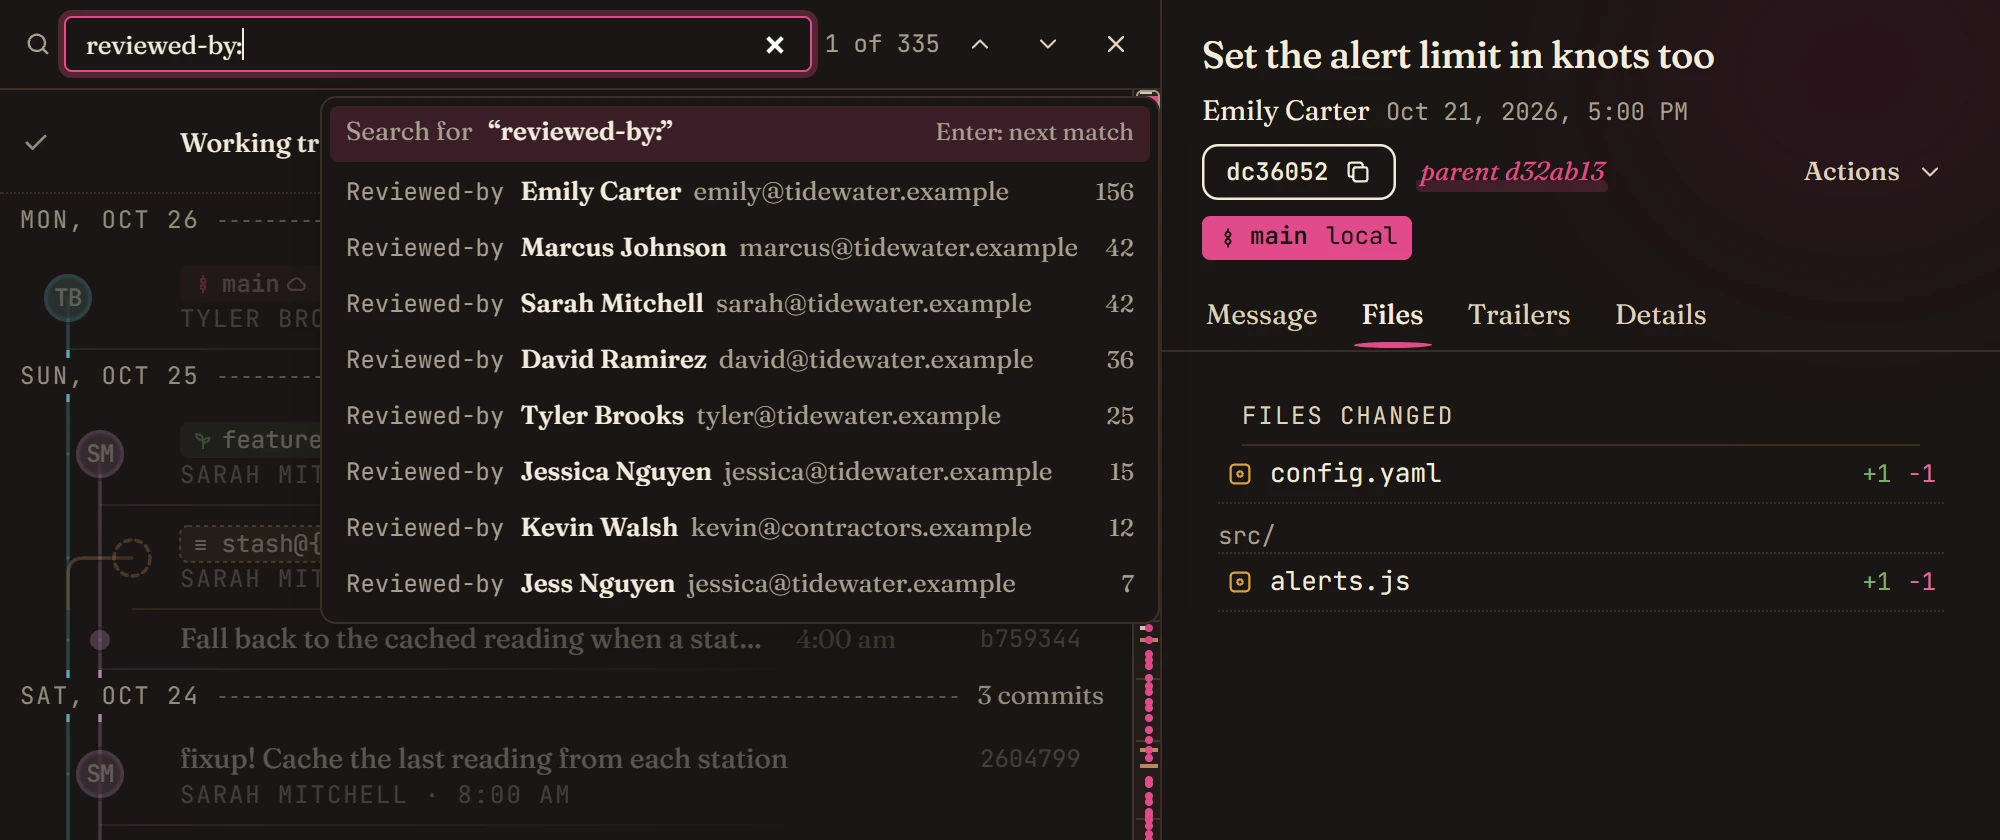 reviewed-by:
1 of 335
Search for “reviewed-by:” Enter: next match
Reviewed-by Emily Carter emily@tidewater.example 156
Reviewed-by Marcus Johnson marcus@tidewater.example 42
Reviewed-by Sarah Mitchell sarah@tidewater.example 42
Reviewed-by David Ramirez david@tidewater.example 36
Reviewed-by Tyler Brooks tyler@tidewater.example 25
Reviewed-by Jessica Nguyen jessica@tidewater.example 15
Reviewed-by Kevin Walsh kevin@contractors.example 12
Reviewed-by Jess Nguyen jessica@tidewater.example 7
Working tr
MON, OCT 26
TB
main
TYLER BRO
SUN, OCT 25
SM
feature
SARAH MIT
stash@{
SARAH MIT
Fall back to the cached reading when a stat… 4:00 am b759344
SAT, OCT 24 3 commits
SM
fixup! Cache the last reading from each station 2604799
SARAH MITCHELL · 8:00 AM
Set the alert limit in knots too
Emily Carter Oct 21, 2026, 5:00 PM
dc36052 parent d32ab13 Actions
main local
Message Files Trailers Details
FILES CHANGED
config.yaml +1 -1
src/
alerts.js +1 -1